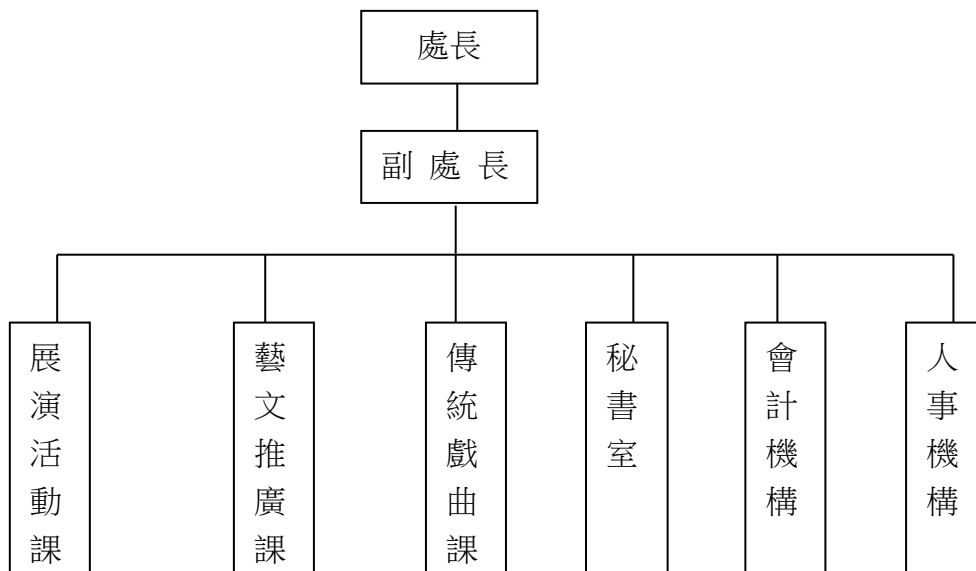 處長
副處長
展演活動課
藝文推廣課
傳統戲曲課
秘書室
會計機構
人事機構